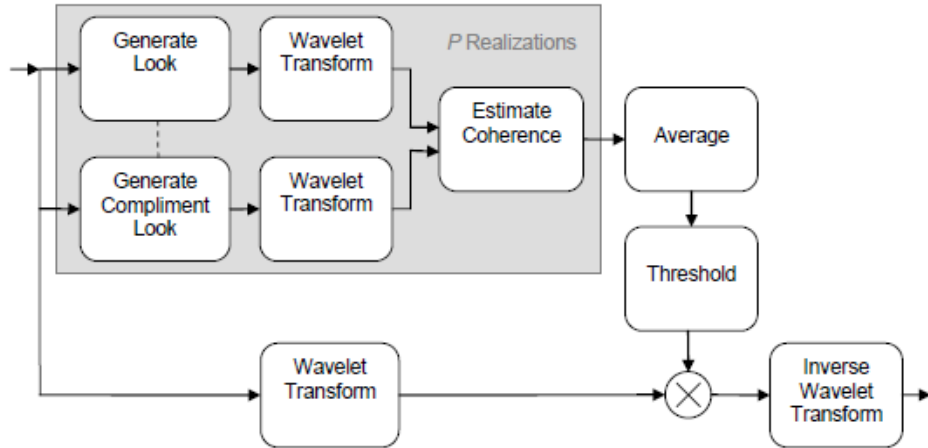 Generate
Look
Wavelet
Transform
P Realizations
Estimate
Coherence
Average
Generate
Compliment
Look
Wavelet
Transform
Threshold
Wavelet
Transform
Inverse
Wavelet
Transform